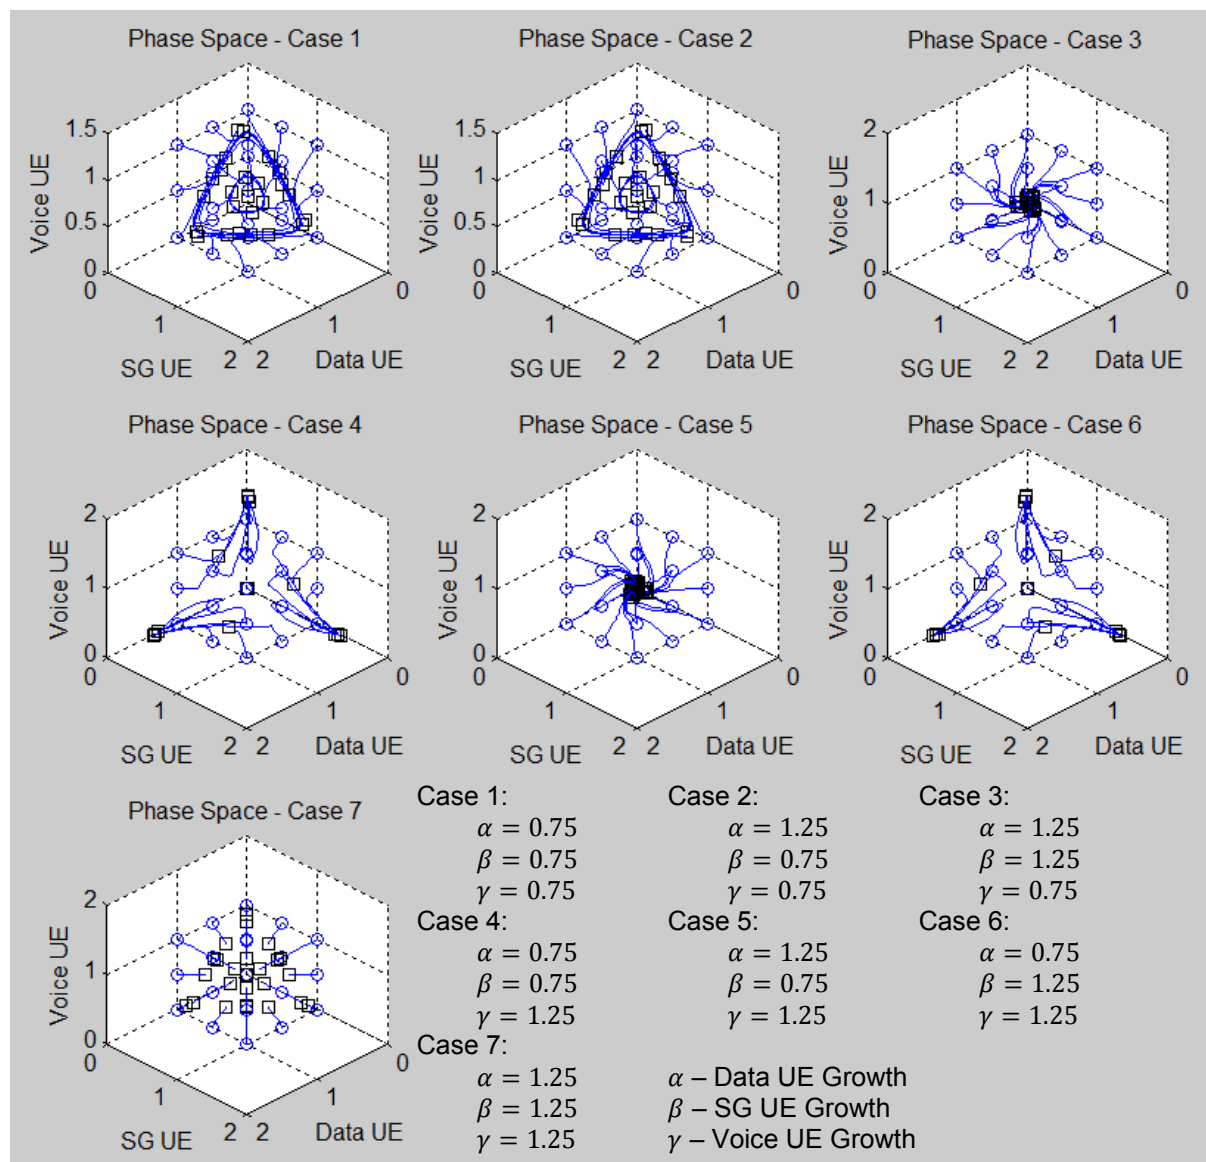 Phase Space - Case 1
Phase Space - Case 2
Phase Space - Case 3
1.5
1
0.5
0
Voice UE
0
1
2
SG UE
2
1
0
Data UE
1.5
1
0.5
0
Voice UE
0
1
2
SG UE
2
1
0
Data UE
2
1
0
Voice UE
0
1
2
SG UE
2
1
0
Data UE
Phase Space - Case 4
Phase Space - Case 5
Phase Space - Case 6
2
1
0
Voice UE
0
1
2
SG UE
2
1
0
Data UE
2
1
0
Voice UE
0
1
2
SG UE
2
1
0
Data UE
2
1
0
Voice UE
0
1
2
SG UE
2
1
0
Data UE
Phase Space - Case 7
2
1
0
Voice UE
0
1
2
SG UE
2
1
0
Data UE
Case 1:
α = 0.75
β = 0.75
γ = 0.75
Case 2:
α = 1.25
β = 0.75
γ = 0.75
Case 3:
α = 1.25
β = 1.25
γ = 0.75
Case 4:
α = 0.75
β = 0.75
γ = 1.25
Case 5:
α = 1.25
β = 0.75
γ = 1.25
Case 6:
α = 0.75
β = 1.25
γ = 1.25
Case 7:
α = 1.25
β = 1.25
γ = 1.25
α – Data UE Growth
β – SG UE Growth
γ – Voice UE Growth